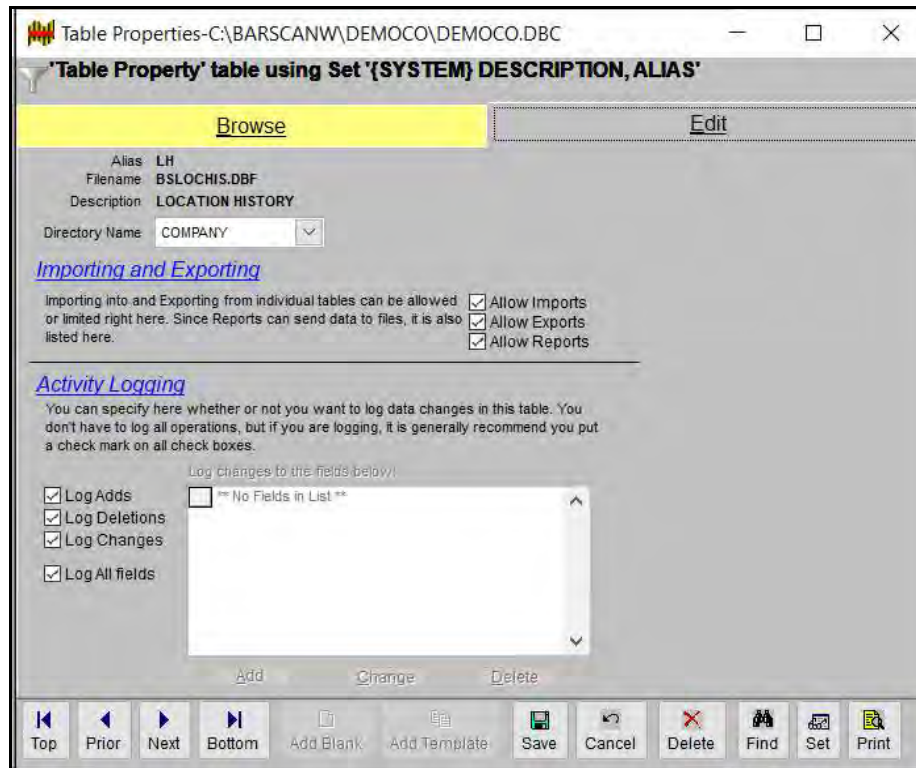 Table Properties-C:\BARSCANW\DEMOCO\DEMOCO.DBC
'Table Property' table using Set '{SYSTEM} DESCRIPTION, ALIAS'
Browse Edit
Alias LH
Filename BSLOCHIS.DBF
Description LOCATION HISTORY
Directory Name COMPANY
Importing and Exporting
Importing into and Exporting from individual tables can be allowed
or limited right here. Since Reports can send data to files, it is also
listed here.
Allow Imports
Allow Exports
Allow Reports
Activity Logging
You can specify here whether or not you want to log data changes in this table. You
don't have to log all operations, but if you are logging, it is generally recommend you put
a check mark on all check boxes.
Log changes to the fields below!
Log Adds
Log Deletions
Log Changes
Log All fields
** No Fields in List **
Add Change Delete
Top Prior Next Bottom Add Blank Add Template Save Cancel Delete Find Set Print